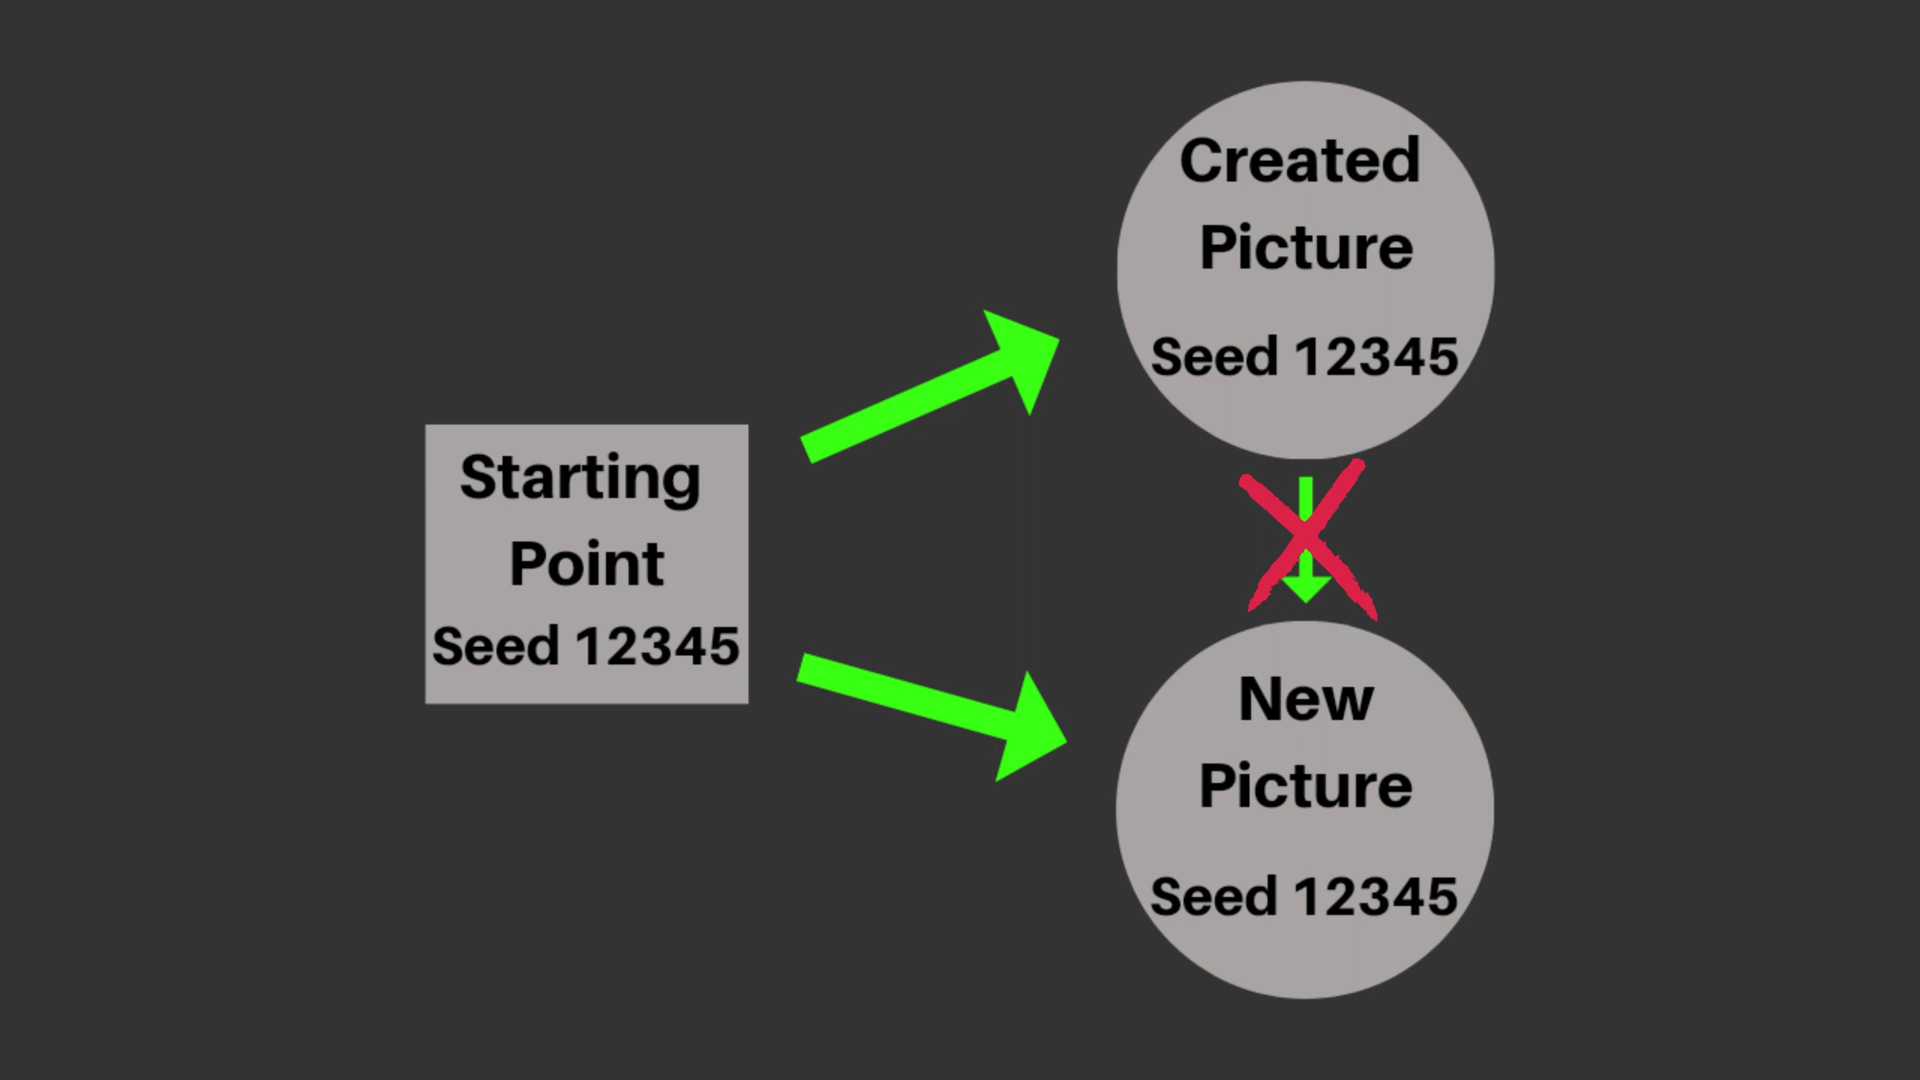 Starting
Point
Seed 12345
Created
Picture
Seed 12345
New
Picture
Seed 12345